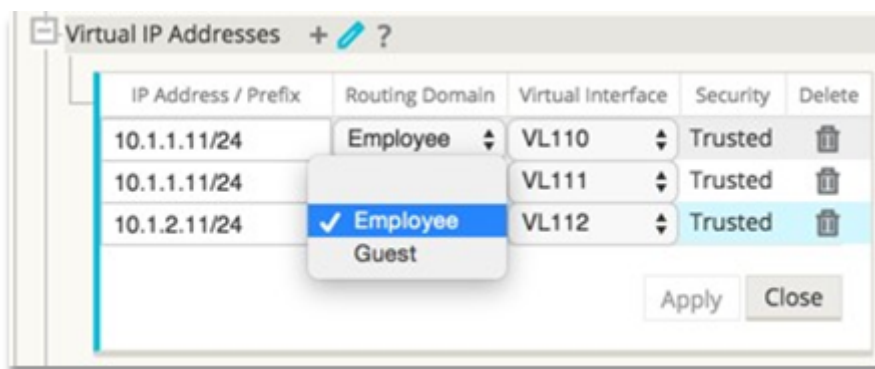 Virtual IP Addresses + ?
IP Address / Prefix Routing Domain Virtual Interface Security Delete
10.1.1.11/24 Employee VL110 Trusted
10.1.1.11/24 VL111 Trusted
10.1.2.11/24 ✓ Employee VL112 Trusted
Guest
Apply Close